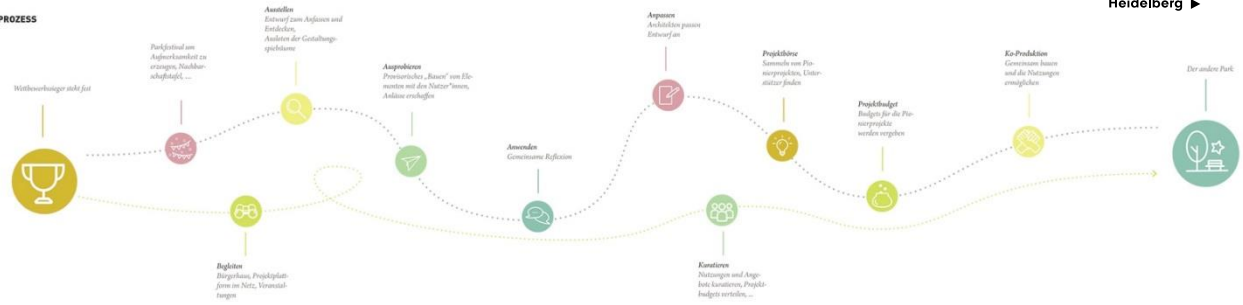 Heidelberg ▶
PROZESS
Wettbewerbssieger steht fest
Parkfestival um
Aufmerksamkeit zu
erzeugen, Nachbar-
schaftstafel, ...
Ausstellen
Entwurf zum Anfassen und
Entdecken,
Ausloten der Gestaltungs-
spielräume
Ausprobieren
Provisorisches „Bauen“ von Ele-
menten mit den Nutzer*innen,
Anlässe erschaffen
Anwenden
Gemeinsame Reflexion
Anpassen
Architekten passen
Entwurf an
Projektbörse
Sammeln von Pio-
nierprojekten, Unter-
stützer finden
Projektbudget
Budgets für die Pio-
nierprojekte
werden vergeben
Ko-Produktion
Gemeinsam bauen
und die Nutzungen
ermöglichen
Der andere Park
Begleiten
Bürgerhaus, Projektplatt-
form im Netz, Veranstal-
tungen
Kuratieren
Nutzungen und Ange-
bote kuratieren, Projekt-
budgets verteilen, ...